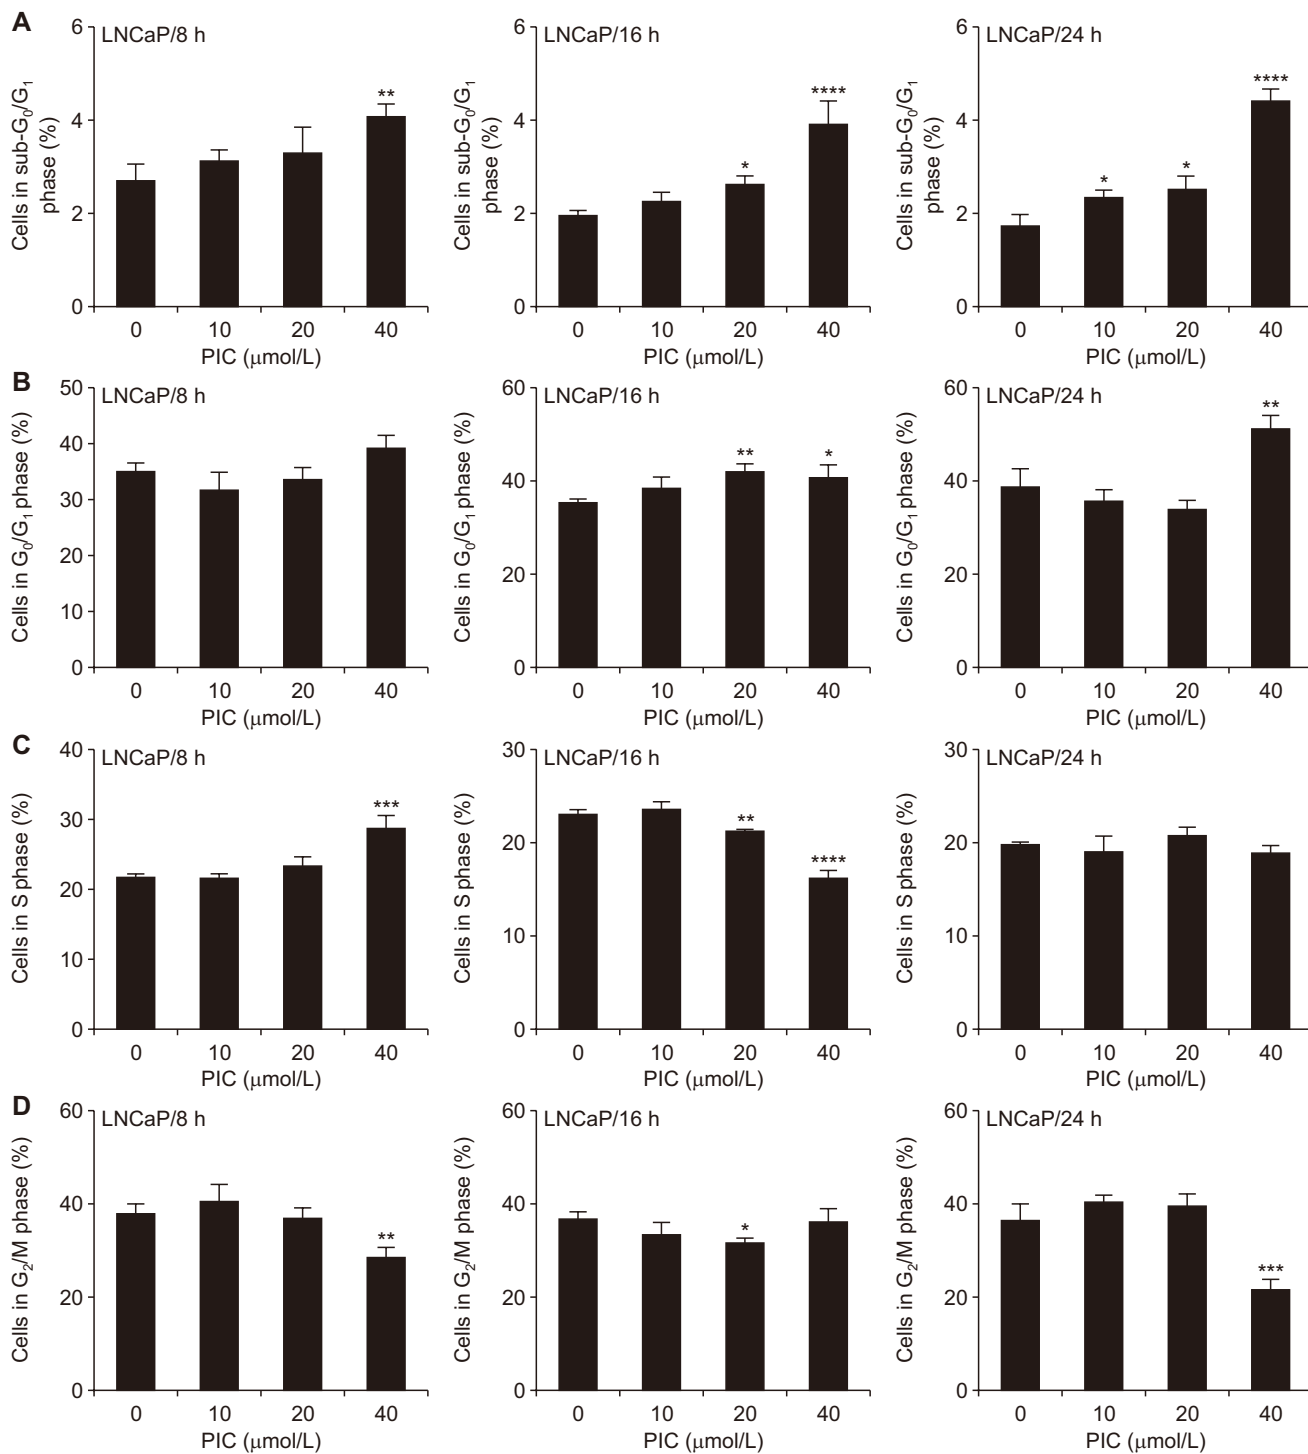 A
LNCaP/8 h
Cells in sub-G₀/G₁
phase (%)
6
4
2
0
**
0 10 20 40
PIC (μmol/L)
LNCaP/16 h
Cells in sub-G₀/G₁
phase (%)
6
4
2
0
*
****
0 10 20 40
PIC (μmol/L)
LNCaP/24 h
Cells in sub-G₀/G₁
phase (%)
6
4
2
0
*
*
****
0 10 20 40
PIC (μmol/L)
B
LNCaP/8 h
Cells in G₀/G₁ phase (%)
50
40
30
20
10
0
0 10 20 40
PIC (μmol/L)
LNCaP/16 h
Cells in G₀/G₁ phase (%)
60
40
20
0
**
*
0 10 20 40
PIC (μmol/L)
LNCaP/24 h
Cells in G₀/G₁ phase (%)
60
40
20
0
**
0 10 20 40
PIC (μmol/L)
C
LNCaP/8 h
Cells in S phase (%)
40
30
20
10
0
***
0 10 20 40
PIC (μmol/L)
LNCaP/16 h
Cells in S phase (%)
30
20
10
0
**
****
0 10 20 40
PIC (μmol/L)
LNCaP/24 h
Cells in S phase (%)
30
20
10
0
0 10 20 40
PIC (μmol/L)
D
LNCaP/8 h
Cells in G₂/M phase (%)
60
40
20
0
**
0 10 20 40
PIC (μmol/L)
LNCaP/16 h
Cells in G₂/M phase (%)
60
40
20
0
*
0 10 20 40
PIC (μmol/L)
LNCaP/24 h
Cells in G₂/M phase (%)
60
40
20
0
***
0 10 20 40
PIC (μmol/L)